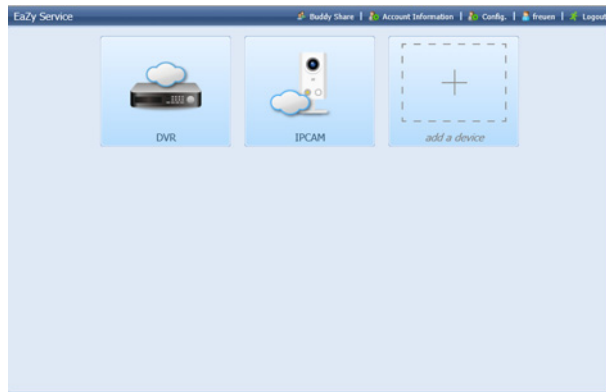 EaZy Service
Buddy Share | Account Information | Config. | freuen | Logout
DVR
IPCAM
add a device